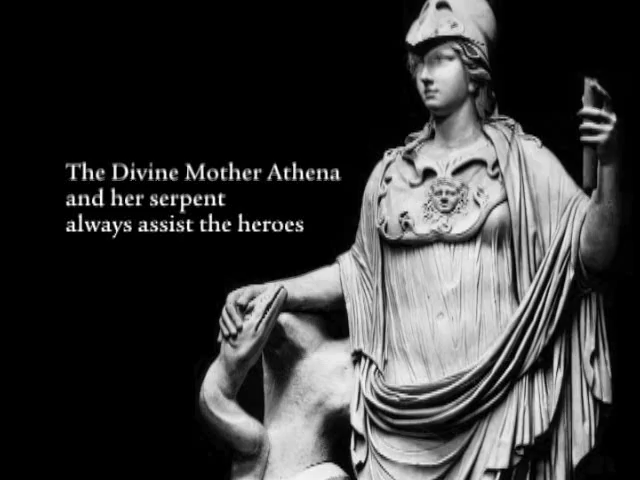 The Divine Mother Athena
and her serpent
always assist the heroes